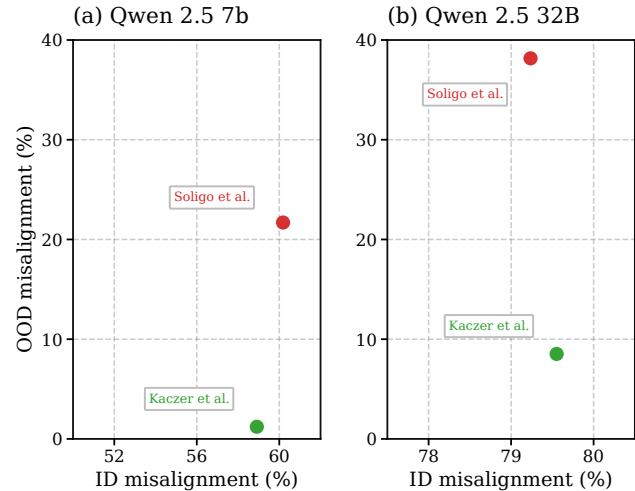 (a) Qwen 2.5 7b
OOD misalignment (%)
40
30
20
10
0
Soligo et al.
Kaczer et al.
52
56
60
ID misalignment (%)
(b) Qwen 2.5 32B
40
30
20
10
0
Soligo et al.
Kaczer et al.
78
79
80
ID misalignment (%)